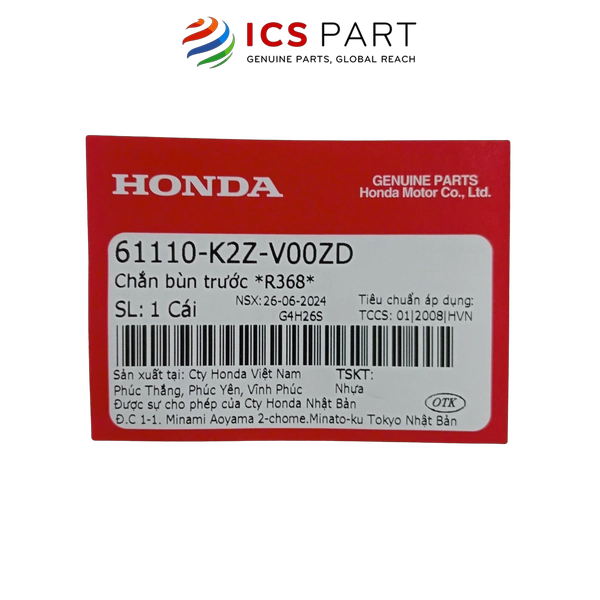 ICS PART
GENUINE PARTS, GLOBAL REACH
HONDA
GENUINE PARTS
Honda Motor Co., Ltd.
61110-K2Z-V00ZD
Chắn bùn trước *R368*
SL: 1 Cái
NSX: 26-06-2024
G4H26S
Tiêu chuẩn áp dụng:
TCCS: 01|2008|HVN
Sản xuất tại: Cty Honda Việt Nam
Phúc Thắng, Phúc Yên, Vĩnh Phúc
TSKT:
Nhựa
Được sự cho phép của Cty Honda Nhật Bản
Đ.C 1-1. Minami Aoyama 2-chome.Minato-ku Tokyo Nhật Bản
OTK